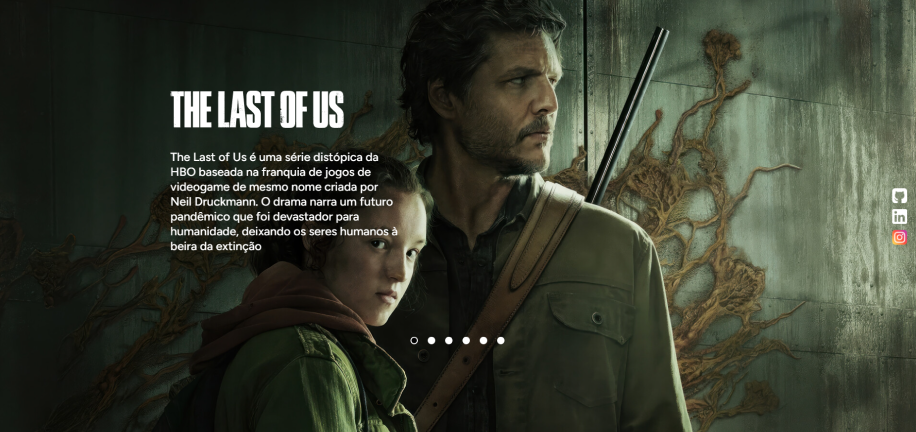 THE LAST OF US
The Last of Us é uma série distópica da
HBO baseada na franquia de jogos de
videogame de mesmo nome criada por
Neil Druckmann. O drama narra um futuro
pandêmico que foi devastador para
humanidade, deixando os seres humanos à
beira da extinção